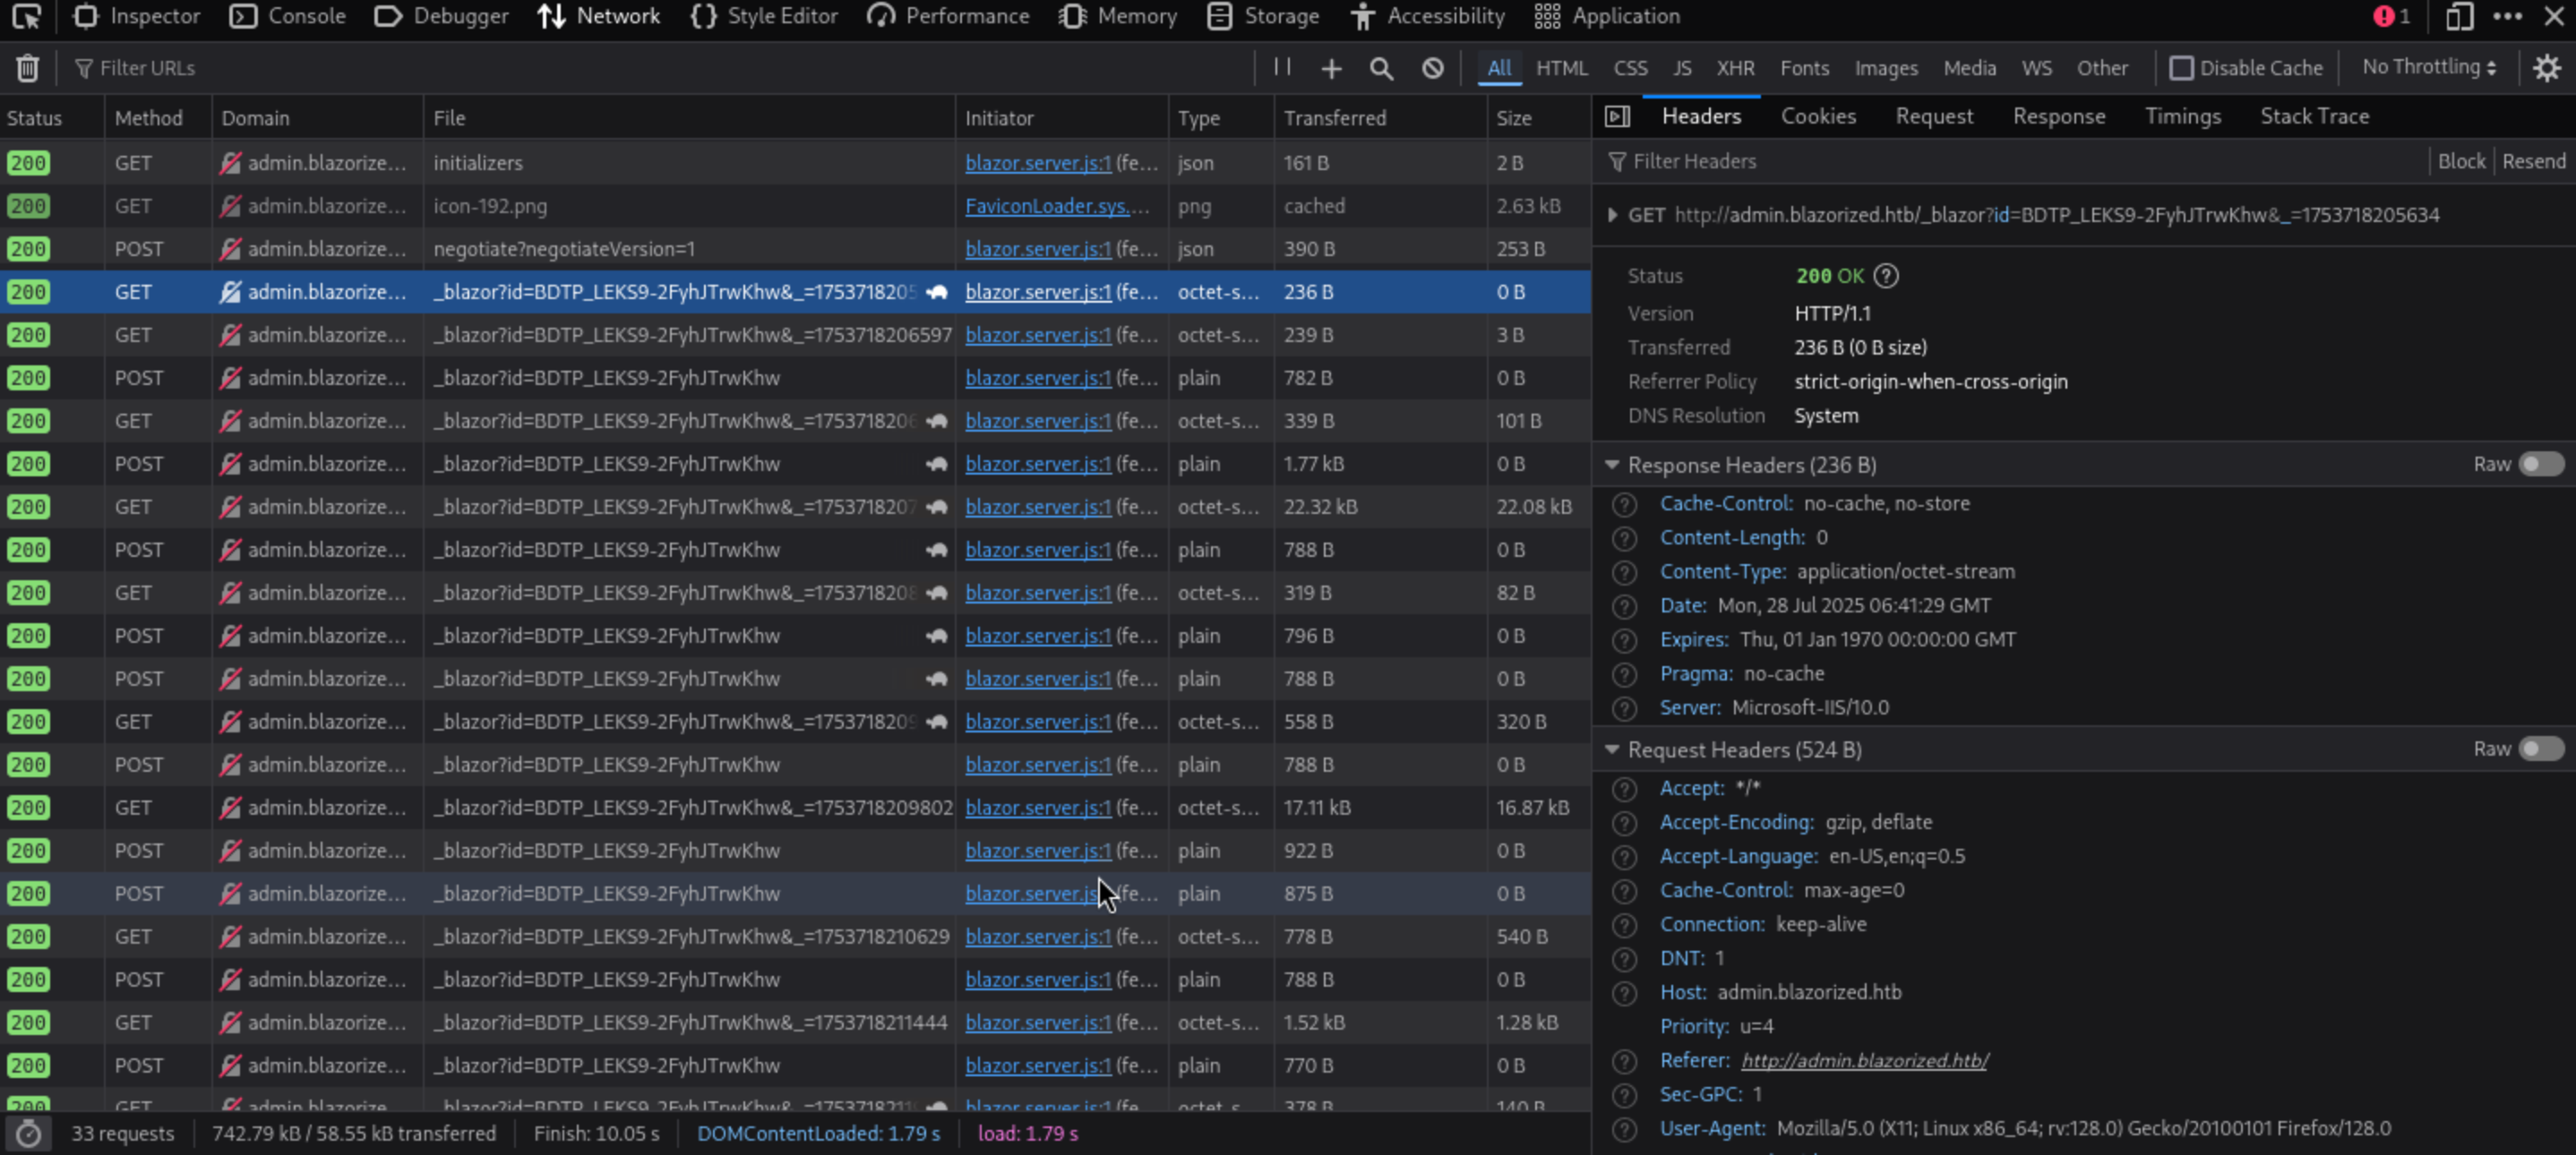 Inspector Console Debugger Network Style Editor Performance Memory Storage Accessibility Application 1
Filter URLs All HTML CSS JS XHR Fonts Images Media WS Other Disable Cache No Throttling
Status Method Domain File Initiator Type Transferred Size
200 GET admin.blazorize... initializers blazor.server.js:1 (fe... json 161 B 2 B
200 GET admin.blazorize... icon-192.png FaviconLoader.sys.... png cached 2.63 kB
200 POST admin.blazorize... negotiate?negotiateVersion=1 blazor.server.js:1 (fe... json 390 B 253 B
200 GET admin.blazorize... _blazor?id=BDTP_LEKS9-2FyhJTrwKhw&_=1753718205 blazor.server.js:1 (fe... octet-s... 236 B 0 B
200 GET admin.blazorize... _blazor?id=BDTP_LEKS9-2FyhJTrwKhw&_=1753718206597 blazor.server.js:1 (fe... octet-s... 239 B 3 B
200 POST admin.blazorize... _blazor?id=BDTP_LEKS9-2FyhJTrwKhw blazor.server.js:1 (fe... plain 782 B 0 B
200 GET admin.blazorize... _blazor?id=BDTP_LEKS9-2FyhJTrwKhw&_=1753718206 blazor.server.js:1 (fe... octet-s... 339 B 101 B
200 POST admin.blazorize... _blazor?id=BDTP_LEKS9-2FyhJTrwKhw blazor.server.js:1 (fe... plain 1.77 kB 0 B
200 GET admin.blazorize... _blazor?id=BDTP_LEKS9-2FyhJTrwKhw&_=1753718207 blazor.server.js:1 (fe... octet-s... 22.32 kB 22.08 kB
200 POST admin.blazorize... _blazor?id=BDTP_LEKS9-2FyhJTrwKhw blazor.server.js:1 (fe... plain 788 B 0 B
200 GET admin.blazorize... _blazor?id=BDTP_LEKS9-2FyhJTrwKhw&_=1753718208 blazor.server.js:1 (fe... octet-s... 319 B 82 B
200 POST admin.blazorize... _blazor?id=BDTP_LEKS9-2FyhJTrwKhw blazor.server.js:1 (fe... plain 796 B 0 B
200 POST admin.blazorize... _blazor?id=BDTP_LEKS9-2FyhJTrwKhw blazor.server.js:1 (fe... plain 788 B 0 B
200 GET admin.blazorize... _blazor?id=BDTP_LEKS9-2FyhJTrwKhw&_=1753718209 blazor.server.js:1 (fe... octet-s... 558 B 320 B
200 POST admin.blazorize... _blazor?id=BDTP_LEKS9-2FyhJTrwKhw blazor.server.js:1 (fe... plain 788 B 0 B
200 GET admin.blazorize... _blazor?id=BDTP_LEKS9-2FyhJTrwKhw&_=1753718209802 blazor.server.js:1 (fe... octet-s... 17.11 kB 16.87 kB
200 POST admin.blazorize... _blazor?id=BDTP_LEKS9-2FyhJTrwKhw blazor.server.js:1 (fe... plain 922 B 0 B
200 POST admin.blazorize... _blazor?id=BDTP_LEKS9-2FyhJTrwKhw blazor.server.js (fe... plain 875 B 0 B
200 GET admin.blazorize... _blazor?id=BDTP_LEKS9-2FyhJTrwKhw&_=1753718210629 blazor.server.js:1 (fe... octet-s... 778 B 540 B
200 POST admin.blazorize... _blazor?id=BDTP_LEKS9-2FyhJTrwKhw blazor.server.js:1 (fe... plain 788 B 0 B
200 GET admin.blazorize... _blazor?id=BDTP_LEKS9-2FyhJTrwKhw&_=1753718211444 blazor.server.js:1 (fe... octet-s... 1.52 kB 1.28 kB
200 POST admin.blazorize... _blazor?id=BDTP_LEKS9-2FyhJTrwKhw blazor.server.js:1 (fe... plain 770 B 0 B
200 GET admin.blazorize... _blazor?id=BDTP_LEKS9-2FyhJTrwKhw&_=1753718211 blazor.server.js:1 (fe... octet-s... 378 B 140 B
33 requests 742.79 kB / 58.55 kB transferred Finish: 10.05 s DOMContentLoaded: 1.79 s load: 1.79 s
Headers Cookies Request Response Timings Stack Trace
Filter Headers Block Resend
GET http://admin.blazorized.htb/_blazor?id=BDTP_LEKS9-2FyhJTrwKhw&_=1753718205634
Status 200 OK
Version HTTP/1.1
Transferred 236 B (0 B size)
Referrer Policy strict-origin-when-cross-origin
DNS Resolution System
Response Headers (236 B) Raw
Cache-Control: no-cache, no-store
Content-Length: 0
Content-Type: application/octet-stream
Date: Mon, 28 Jul 2025 06:41:29 GMT
Expires: Thu, 01 Jan 1970 00:00:00 GMT
Pragma: no-cache
Server: Microsoft-IIS/10.0
Request Headers (524 B) Raw
Accept: */*
Accept-Encoding: gzip, deflate
Accept-Language: en-US,en;q=0.5
Cache-Control: max-age=0
Connection: keep-alive
DNT: 1
Host: admin.blazorized.htb
Priority: u=4
Referer: http://admin.blazorized.htb/
Sec-GPC: 1
User-Agent: Mozilla/5.0 (X11; Linux x86_64; rv:128.0) Gecko/20100101 Firefox/128.0